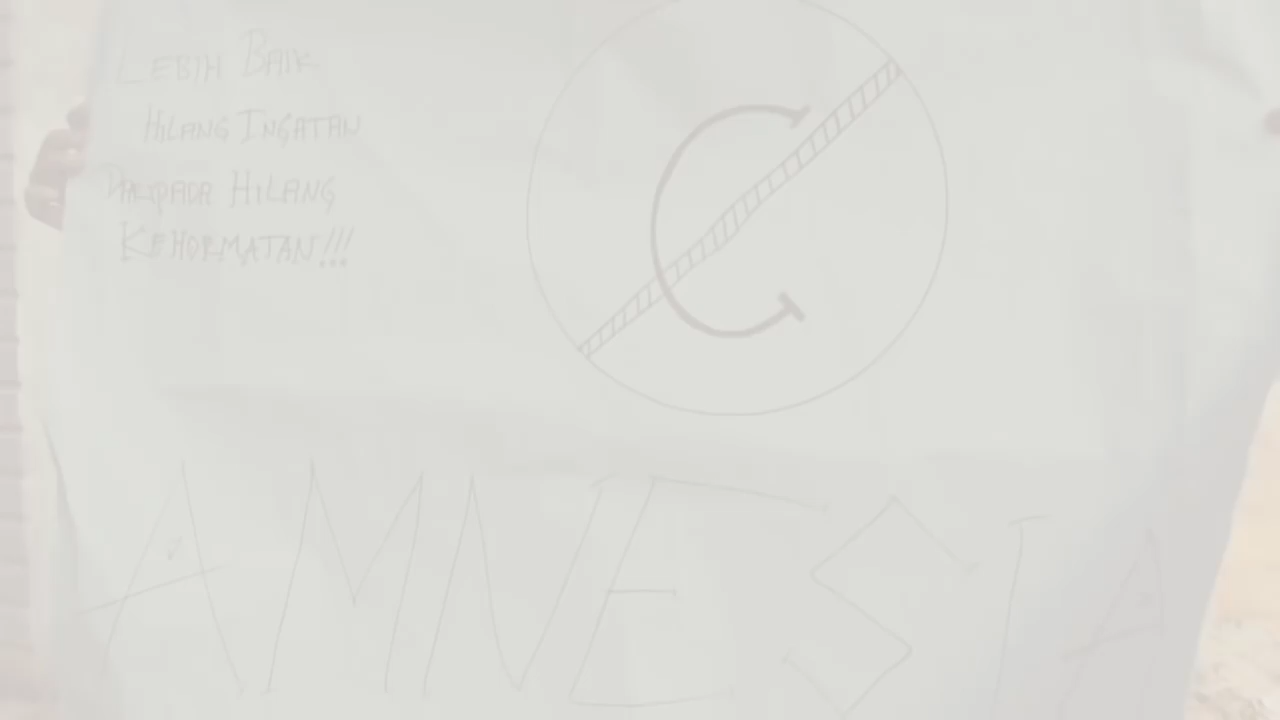 LEBIH BAIK
HILANG INGATAN
DARIPADA HILANG
KEHORMATAN!!!
C
AMNESIA